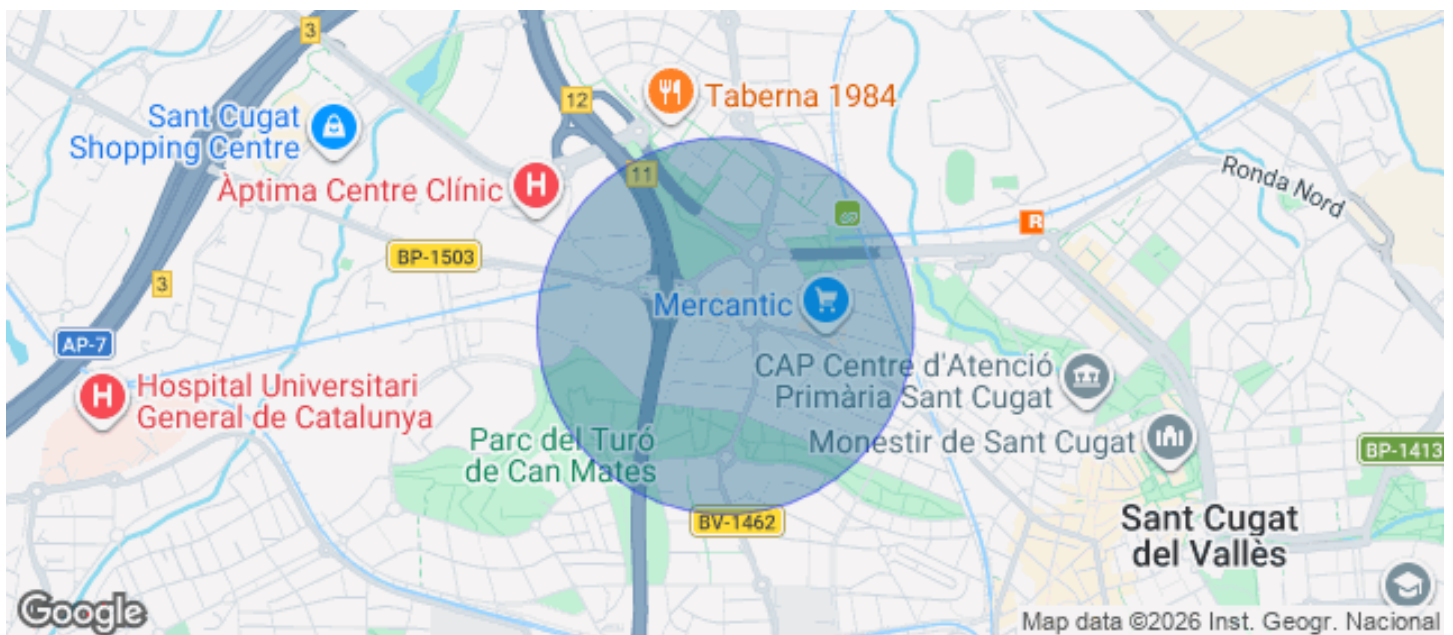 3
12
Taberna 1984
Sant Cugat
Shopping Centre
Àptima Centre Clínic
H
11
Ronda Nord
R
BP-1503
3
Mercantic
AP-7
H
Hospital Universitari
General de Catalunya
CAP Centre d'Atenció
Primària Sant Cugat
Parc del Turó
de Can Mates
Monestir de Sant Cugat
BP-1413
BV-1462
Sant Cugat
del Vallès
Google
Map data ©2026 Inst. Geogr. Nacional